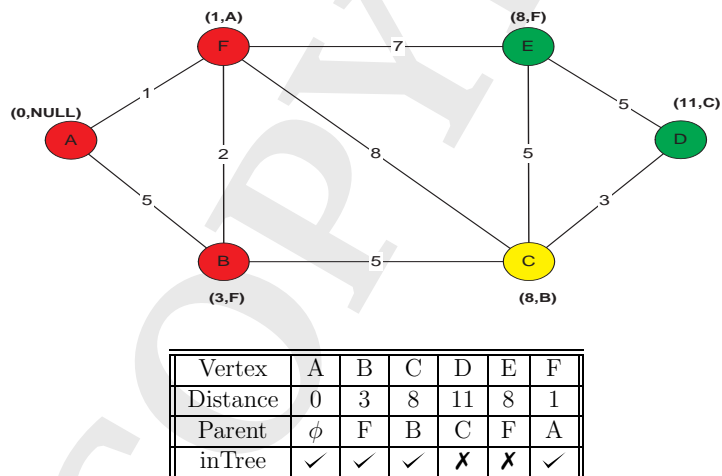 (1,A)
(8,F)
F
7
E
1
5
(11,C)
(0,NULL)
A
2
8
5
D
5
3
B
5
C
(3,F)
(8,B)
COPY
Vertex A B C D E F
Distance 0 3 8 11 8 1
Parent ϕ F B C F A
inTree ✓ ✓ ✓ ✗ ✗ ✓